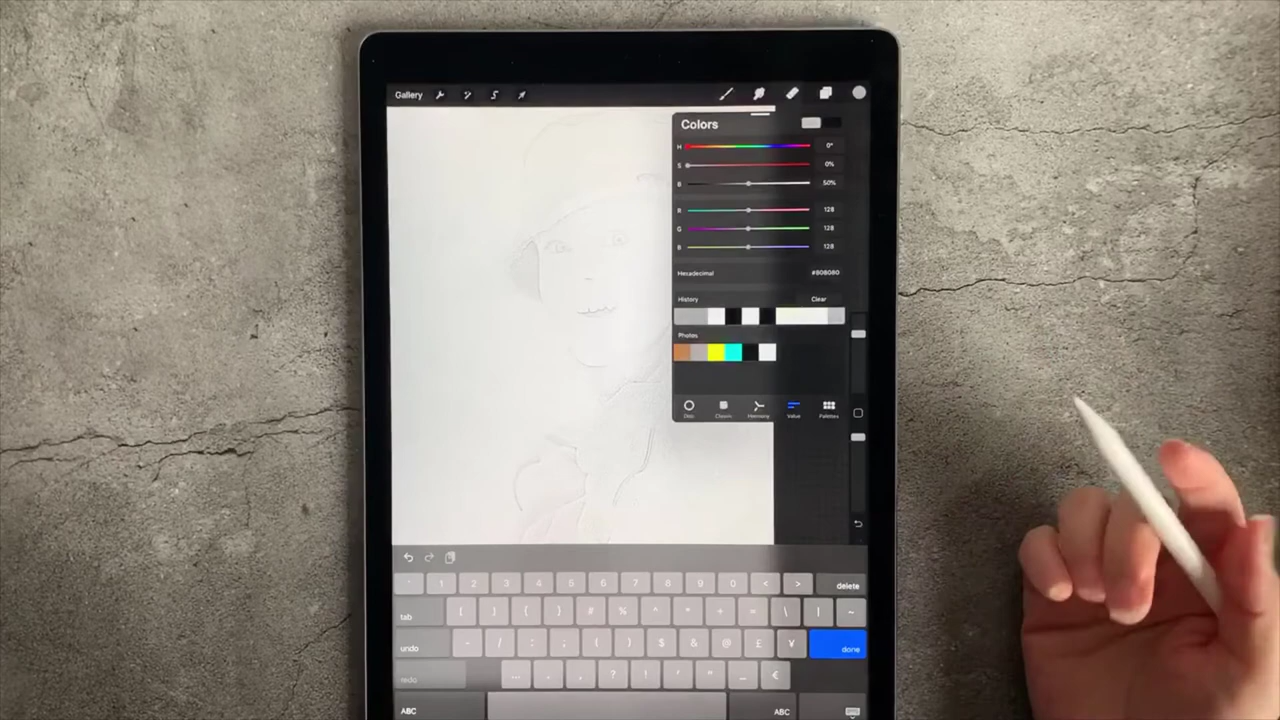 Gallery
Colors
H 0°
S 0%
B 50%
R 128
G 128
B 128
Hexadecimal #808080
History Clear
Photos
Disc Classic Harmony Value Palettes
1 2 3 4 5 6 7 8 9 0 < > delete
tab [ ] { } # % ^ * + = \ | ~
undo - / : ; ( ) $ & @ £ ¥ done
redo ... . , ? ! ' " _ €
ABC ABC